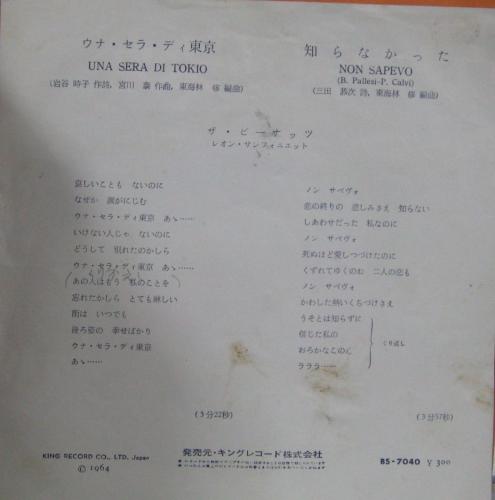 ウナ・セラ・ディ東京
UNA SERA DI TOKIO
(岩谷 時子 作詩, 宮川 泰 作曲, 東海林 修 編曲)
知らなかった
NON SAPEVO
(B. Pallesi-P. Calvi)
(三田 恭次 詩, 東海林 修 編曲)
ザ・ピーナッツ
レオン・サンフォニエット
哀しいことも ないのに
なぜか 涙がにじむ
ウナ・セラ・ディ東京 あゝ……
いけない人じゃ ないのに
どうして 別れたのかしら
ウナ・セラ・ディ東京 あゝ……
くりかえし
(あの人はもう 私のことを)
忘れたかしら とても淋しい
街は いつでも
後ろ姿の 幸せばかり
ウナ・セラ・ディ東京
あゝ……
(3分22秒)
ノン サペヴォ
恋の終りの 悲しみさえ 知らない
しあわせだった 私なのに
ノン サペヴォ
死ぬほど愛しつづけたのに
くずれてゆくのね 二人の恋も
ノン サペヴォ
かわした熱いくちづけさえ
うそとは知らずに
信じた私の
おろかなこのに
ラララ……
くり返し
(3分57秒)
KING RECORD CO., LTD. Japan
© 1964
発売元・キングレコード株式会社
BS-7040 ¥ 300